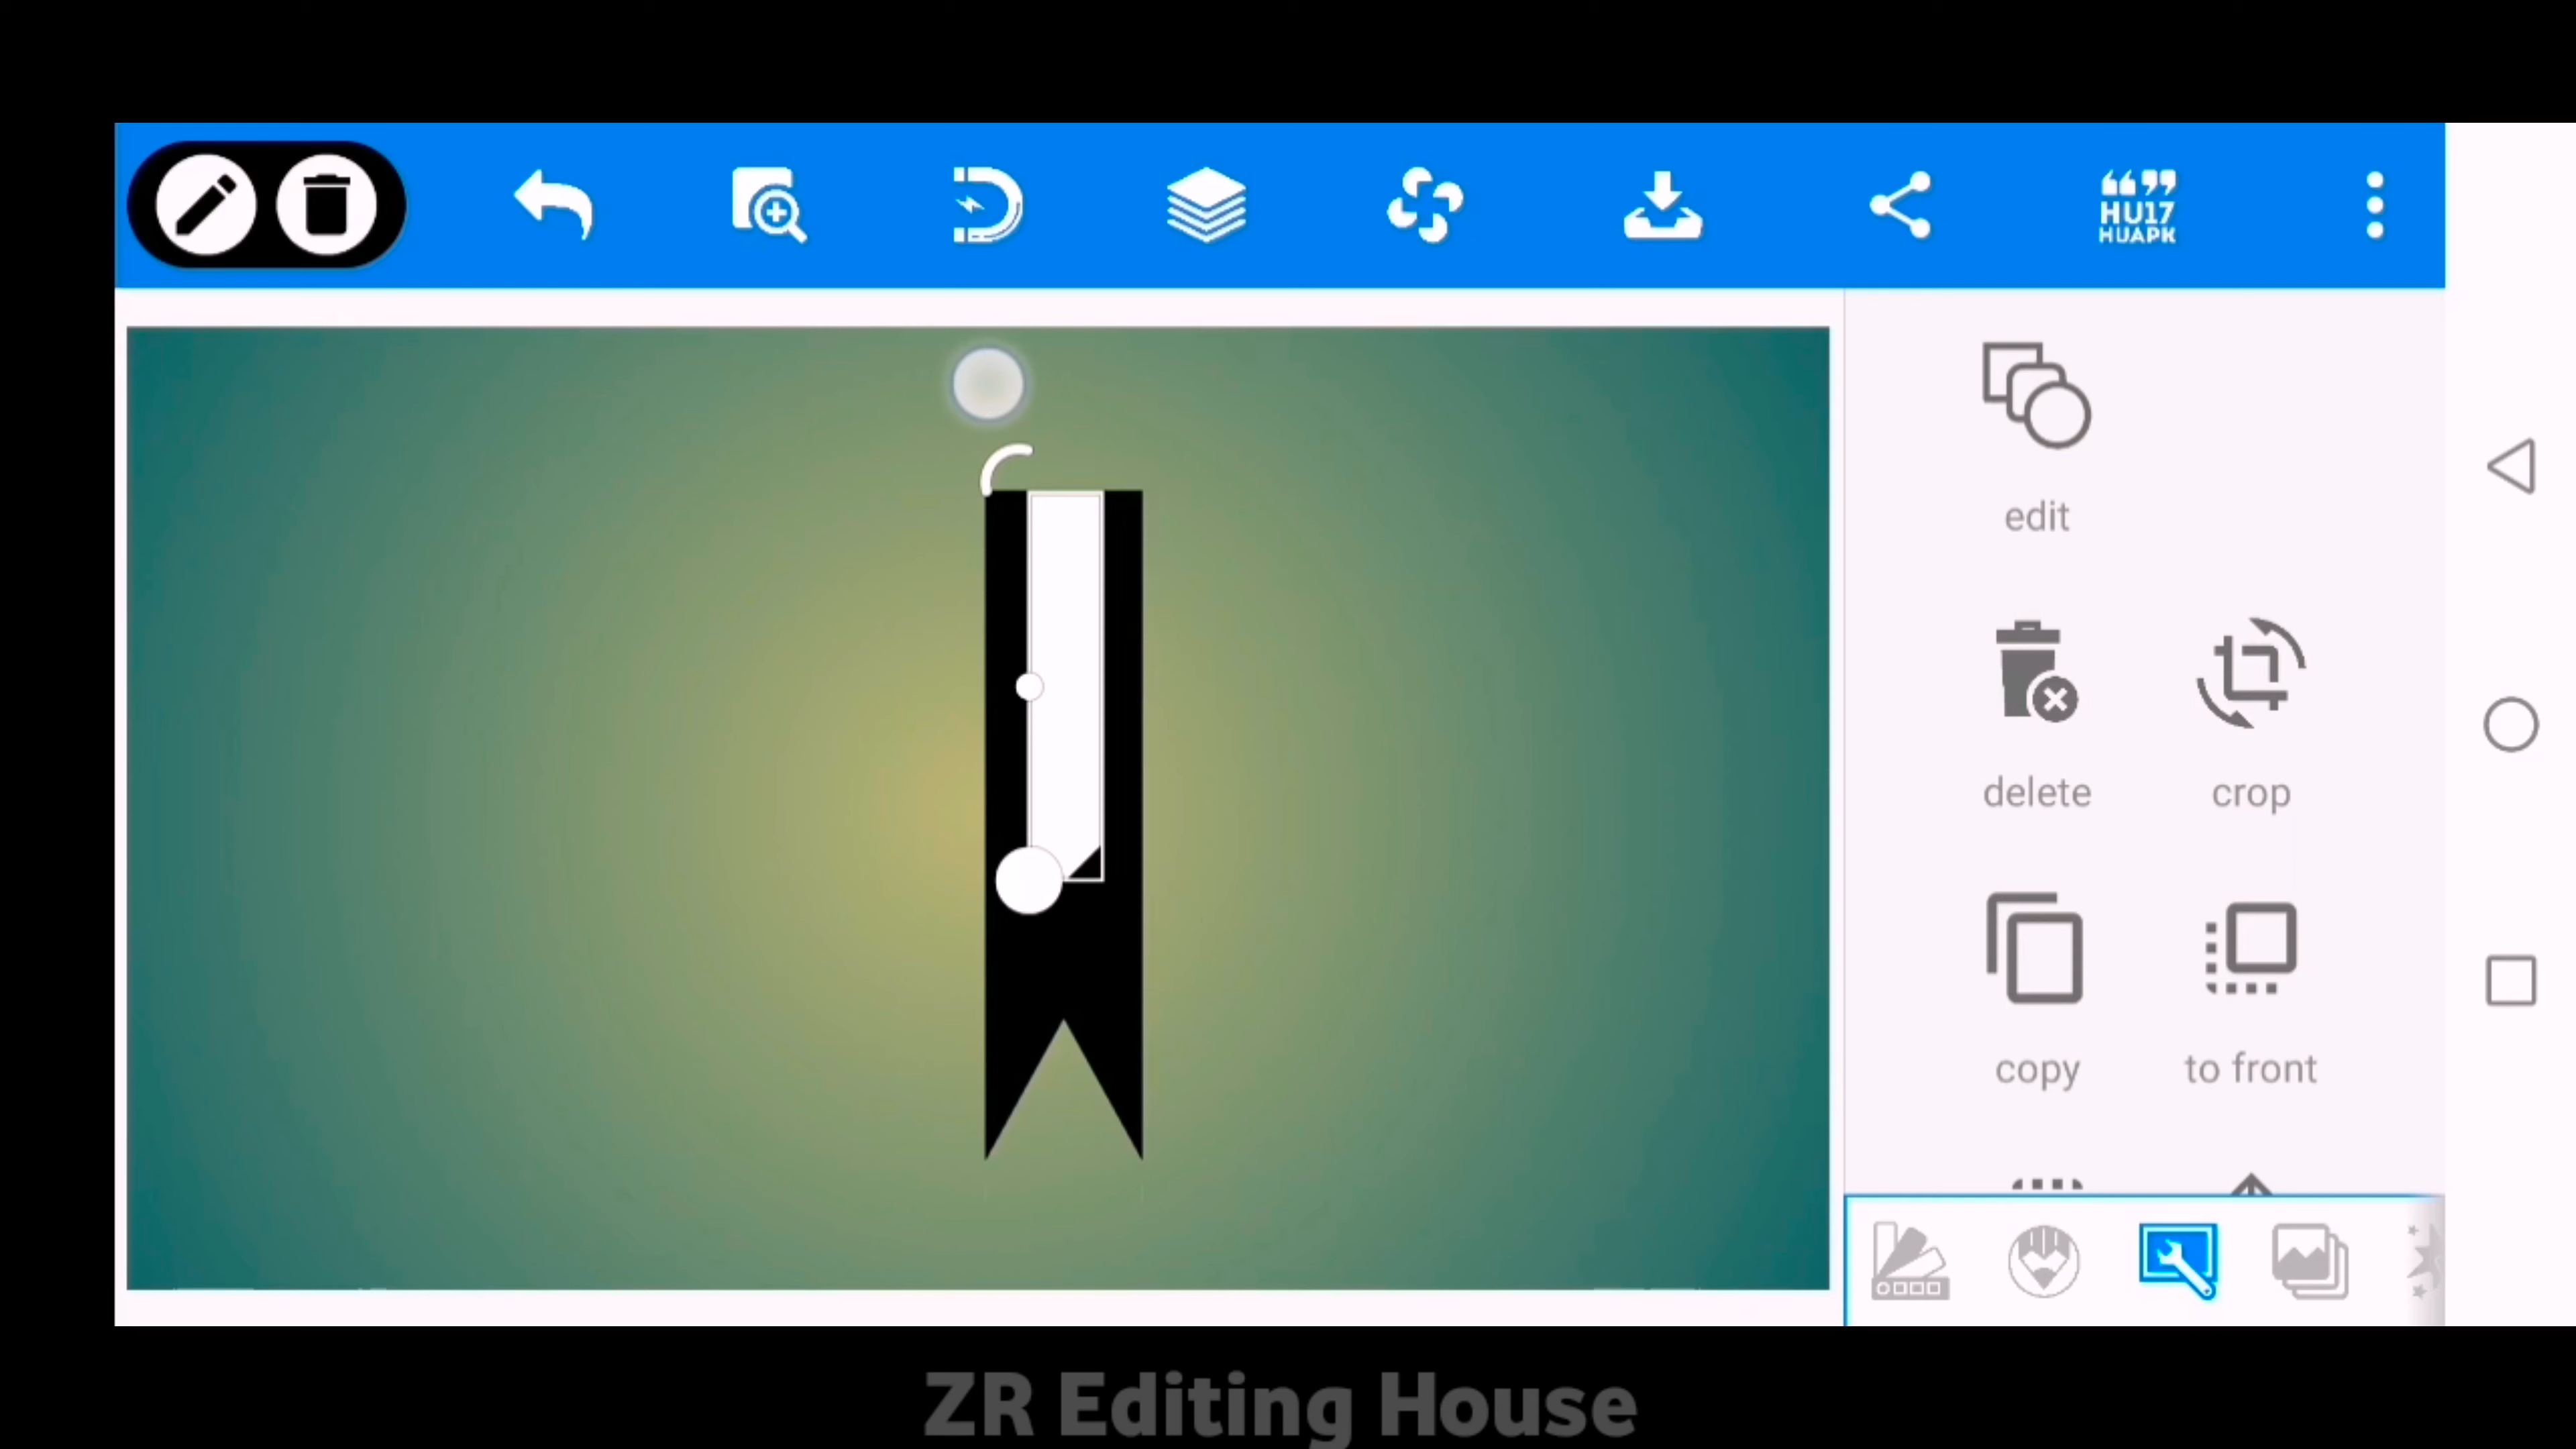 ❝❞
HU17
HUAPK
edit
delete
crop
copy
to front
ZR Editing House